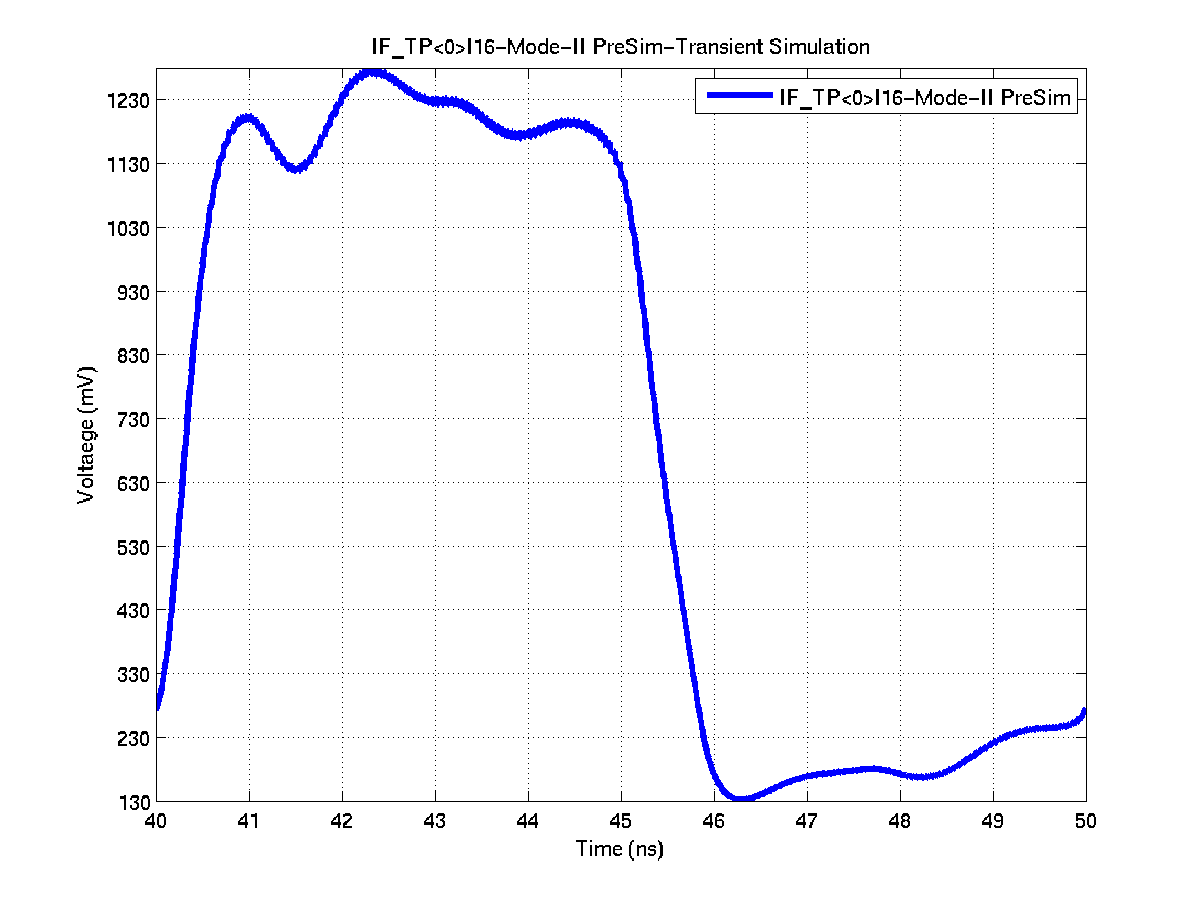 IF_TP<0>I16-Mode-II PreSim-Transient Simulation
IF_TP<0>I16-Mode-II PreSim
1230
1130
1030
930
830
730
630
530
430
330
230
130
Voltaege (mV)
40 41 42 43 44 45 46 47 48 49 50
Time (ns)